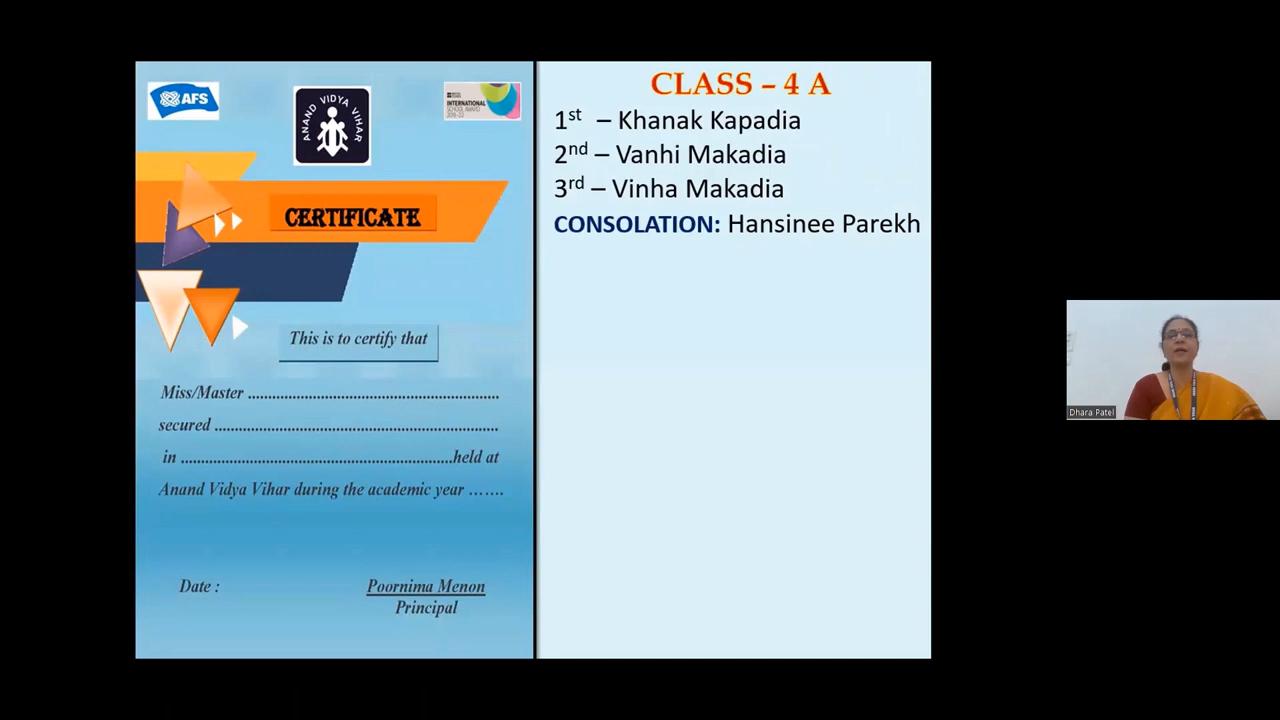 AFS
ANAND VIDYA VIHAR
INTERNATIONAL
SCHOOL AWARD
CERTIFICATE
This is to certify that
Miss/Master ..............................................................
secured ......................................................................
in ...................................................................held at
Anand Vidya Vihar during the academic year …….
Date :
Poornima Menon
Principal
CLASS – 4 A
1st – Khanak Kapadia
2nd – Vanhi Makadia
3rd – Vinha Makadia
CONSOLATION: Hansinee Parekh
Dhara Patel